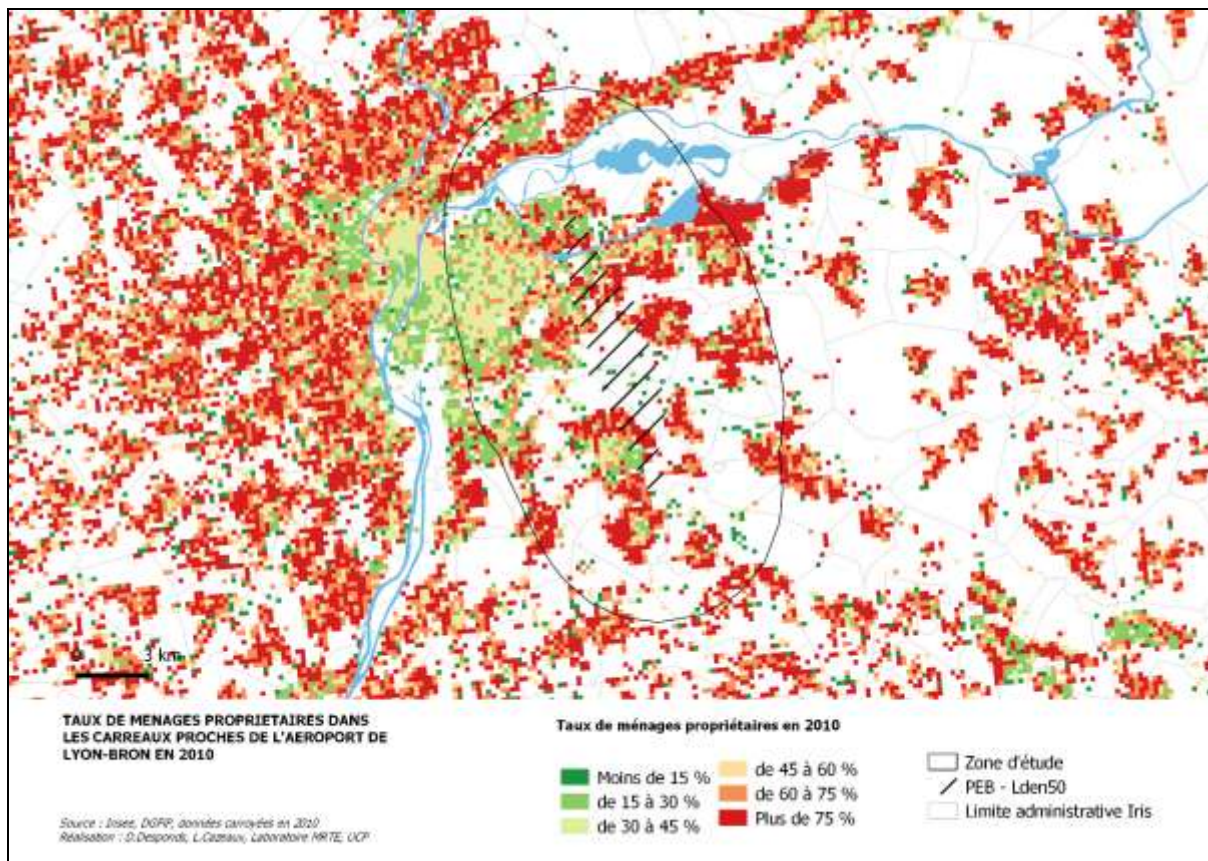 0 3 km
TAUX DE MENAGES PROPRIETAIRES DANS
LES CARREAUX PROCHES DE L'AEROPORT DE
LYON-BRON EN 2010
Source : Insee, DGFIP, données carroyées en 2010
Réalisation : D.Desponds, L.Cazeaux, Laboratoire MRTE, UCP
Taux de ménages propriétaires en 2010
Moins de 15 %
de 15 à 30 %
de 30 à 45 %
de 45 à 60 %
de 60 à 75 %
Plus de 75 %
Zone d'étude
PEB - Lden50
Limite administrative Iris